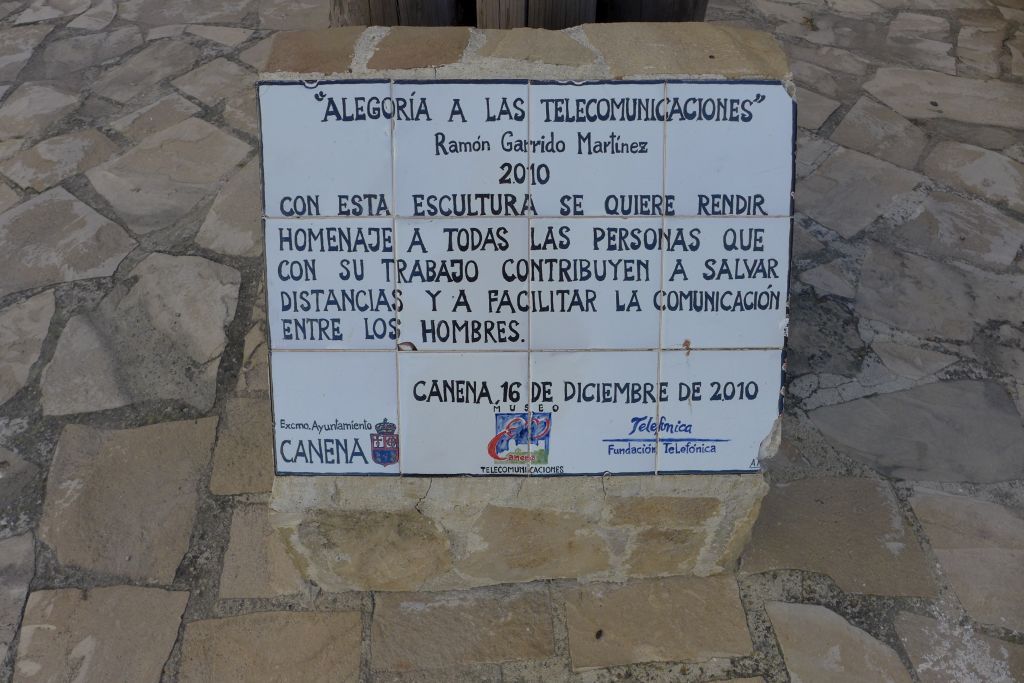 "ALEGORÍA A LAS TELECOMUNICACIONES"
Ramón Garrido Martínez
2010
CON ESTA ESCULTURA SE QUIERE RENDIR
HOMENAJE A TODAS LAS PERSONAS QUE
CON SU TRABAJO CONTRIBUYEN A SALVAR
DISTANCIAS Y A FACILITAR LA COMUNICACIÓN
ENTRE LOS HOMBRES.
CANENA, 16 DE DICIEMBRE DE 2010
Excmo. Ayuntamiento
CANENA
MUSEO
Canena
TELECOMUNICACIONES
Telefónica
Fundación Telefónica